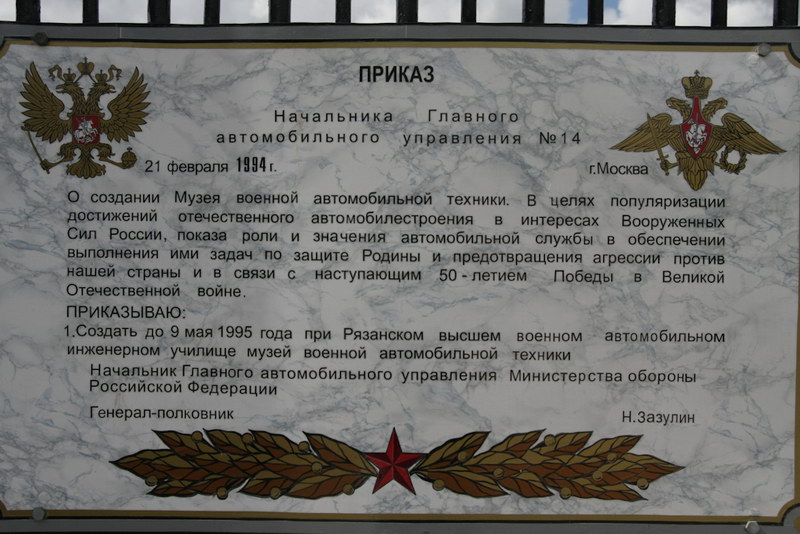 ПРИКАЗ
Начальника Главного
автомобильного управления №14
21 февраля 1994 г. г.Москва
О создании Музея военной автомобильной техники. В целях популяризации
достижений отечественного автомобилестроения в интересах Вооруженных
Сил России, показа роли и значения автомобильной службы в обеспечении
выполнения ими задач по защите Родины и предотвращения агрессии против
нашей страны и в связи с наступающим 50 - летием Победы в Великой
Отечественной войне.
ПРИКАЗЫВАЮ:
1.Создать до 9 мая 1995 года при Рязанском высшем военном автомобильном
инженерном училище музей военной автомобильной техники
Начальник Главного автомобильного управления Министерства обороны
Российской Федерации
Генерал-полковник Н.Зазулин